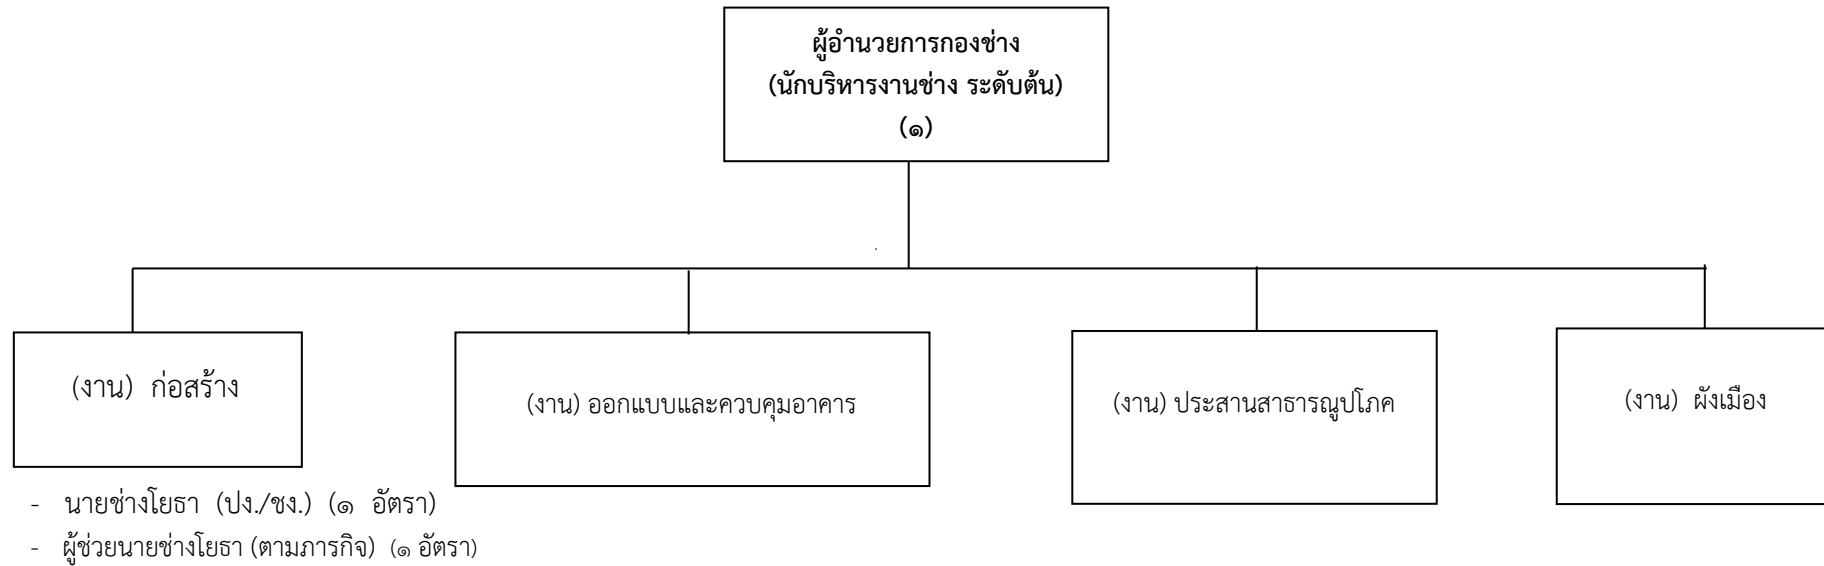 ผู้อำนวยการกองช่าง
(นักบริหารงานช่าง ระดับต้น)
(๑)
(งาน) ก่อสร้าง
(งาน) ออกแบบและควบคุมอาคาร
(งาน) ประสานสาธารณูปโภค
(งาน) ผังเมือง
- นายช่างโยธา (ปง./ชง.) (๑ อัตรา)
- ผู้ช่วยนายช่างโยธา (ตามภารกิจ) (๑ อัตรา)